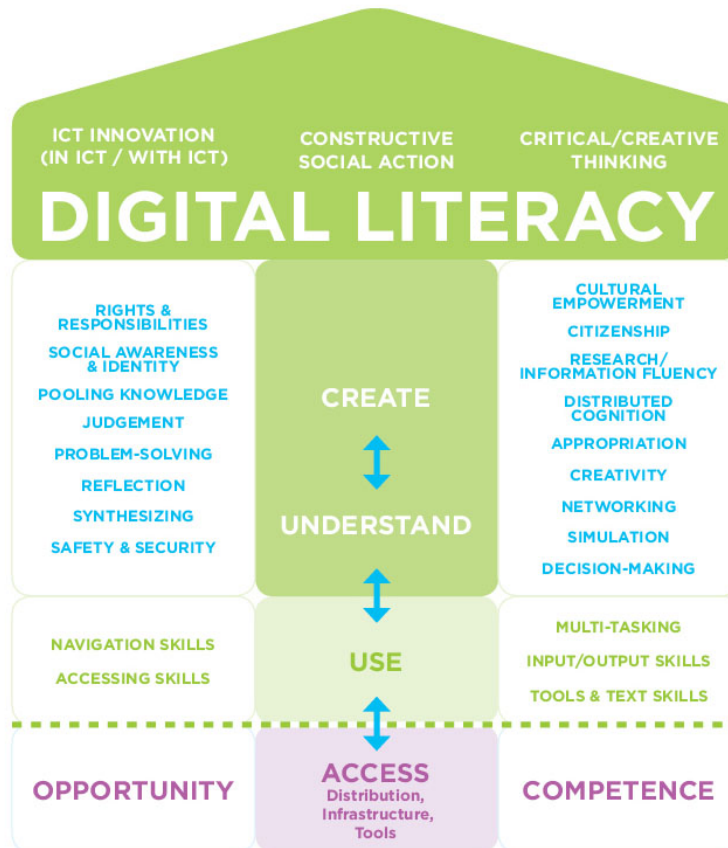 ICT INNOVATION
(IN ICT / WITH ICT)
CONSTRUCTIVE
SOCIAL ACTION
CRITICAL/CREATIVE
THINKING
DIGITAL LITERACY
RIGHTS &
RESPONSIBILITIES
SOCIAL AWARENESS
& IDENTITY
POOLING KNOWLEDGE
JUDGEMENT
PROBLEM-SOLVING
REFLECTION
SYNTHESIZING
SAFETY & SECURITY
CREATE
UNDERSTAND
CULTURAL
EMPOWERMENT
CITIZENSHIP
RESEARCH/
INFORMATION FLUENCY
DISTRIBUTED
COGNITION
APPROPRIATION
CREATIVITY
NETWORKING
SIMULATION
DECISION-MAKING
NAVIGATION SKILLS
ACCESSING SKILLS
USE
MULTI-TASKING
INPUT/OUTPUT SKILLS
TOOLS & TEXT SKILLS
OPPORTUNITY
ACCESS
Distribution,
Infrastructure,
Tools
COMPETENCE